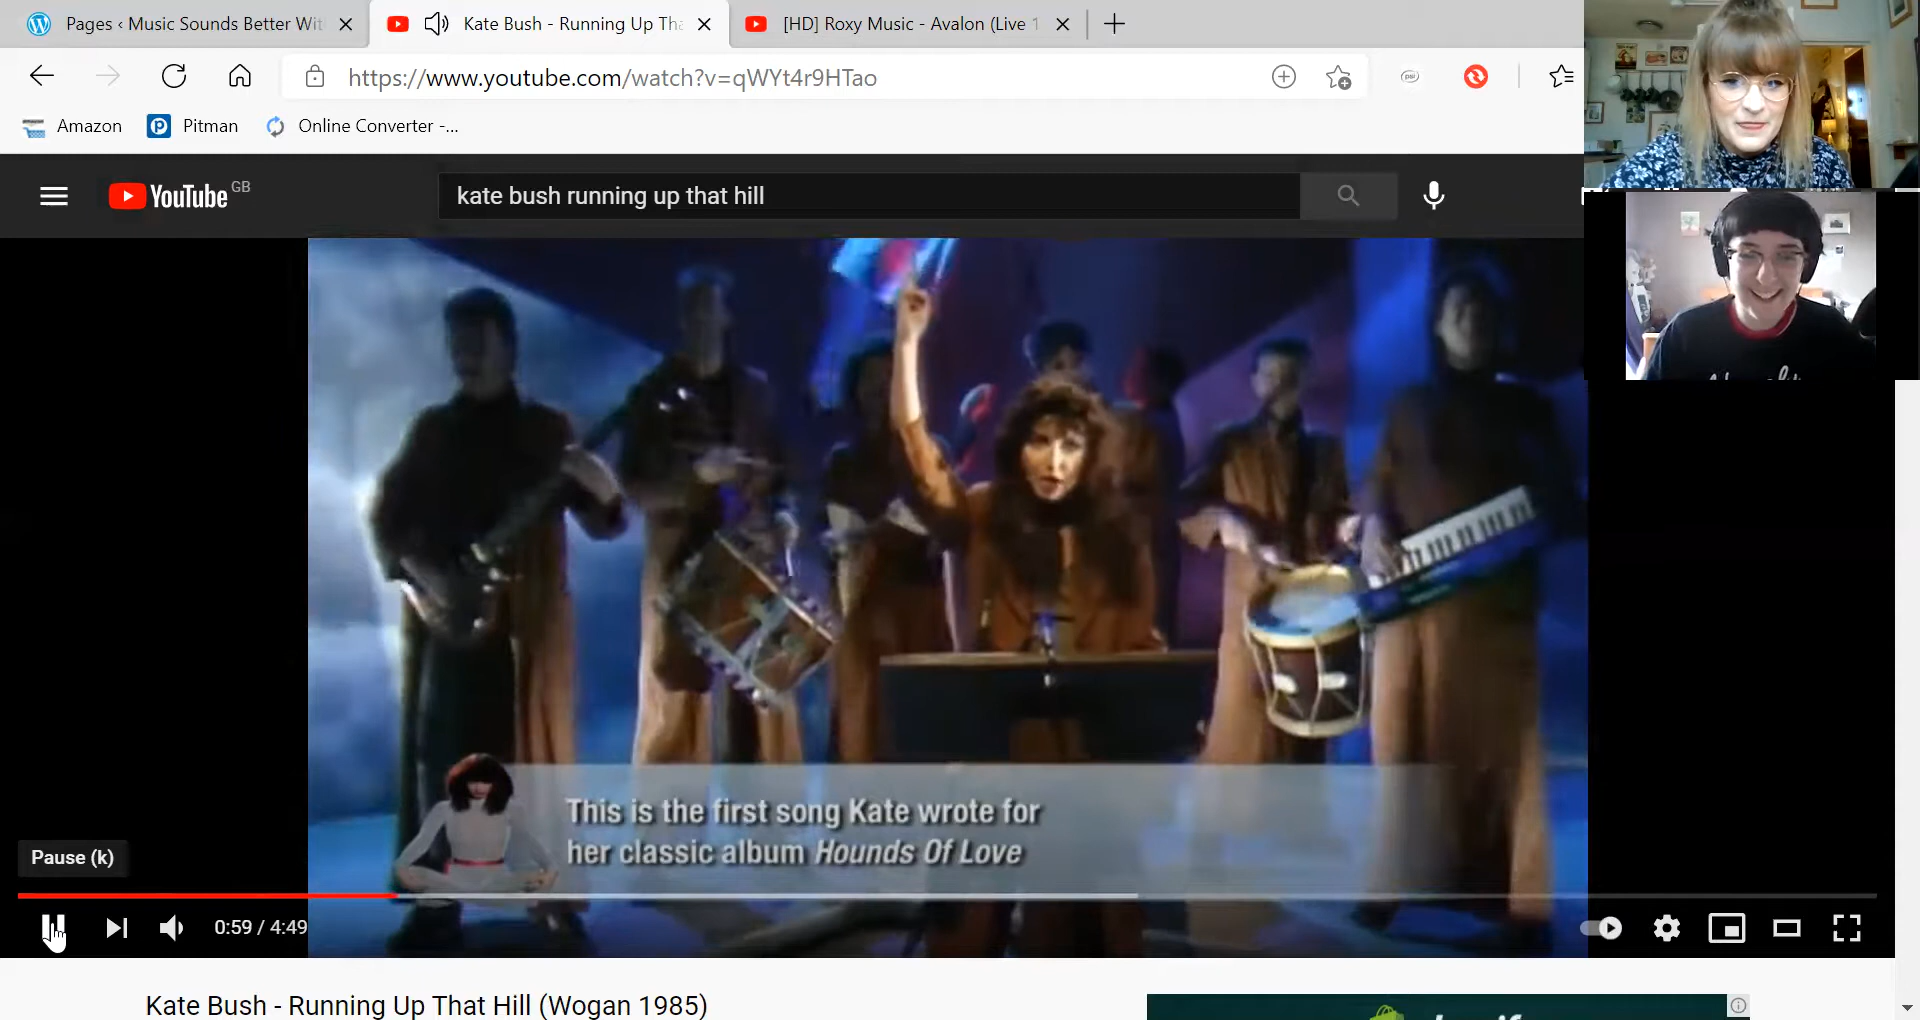 Pages ‹ Music Sounds Better Wit
Kate Bush - Running Up Tha
[HD] Roxy Music - Avalon (Live 1
https://www.youtube.com/watch?v=qWYt4r9HTao
psi
Amazon
Pitman
Online Converter -...
YouTube GB
kate bush running up that hill
This is the first song Kate wrote for
her classic album Hounds Of Love
Pause (k)
0:59 / 4:49
Kate Bush - Running Up That Hill (Wogan 1985)